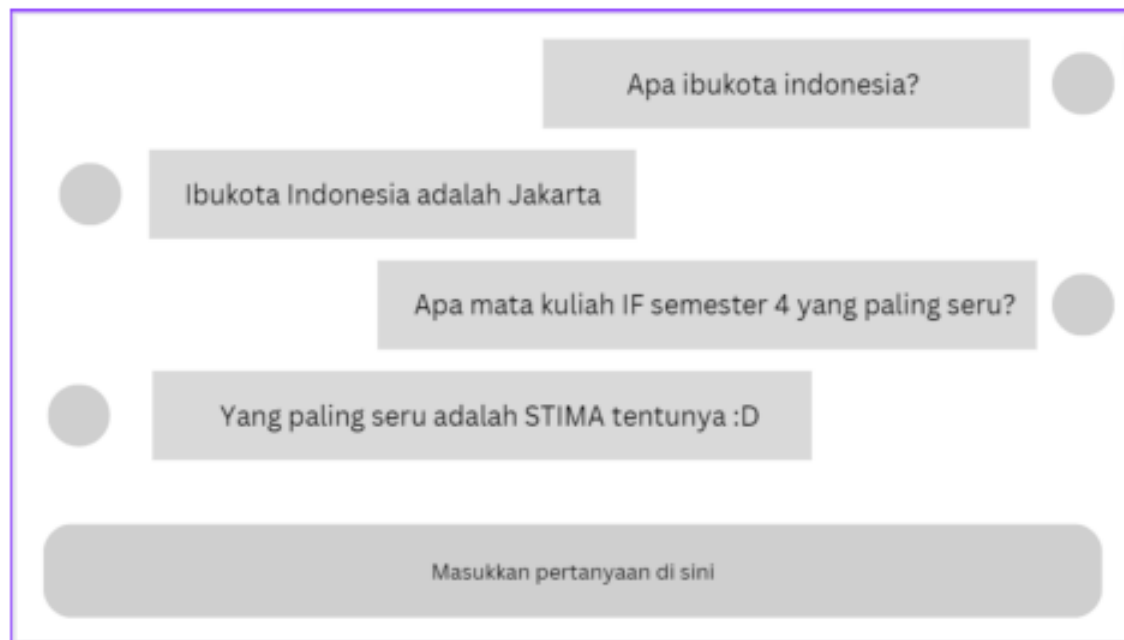 Apa ibukota indonesia?
Ibukota Indonesia adalah Jakarta
Apa mata kuliah IF semester 4 yang paling seru?
Yang paling seru adalah STIMA tentunya :D
Masukkan pertanyaan di sini